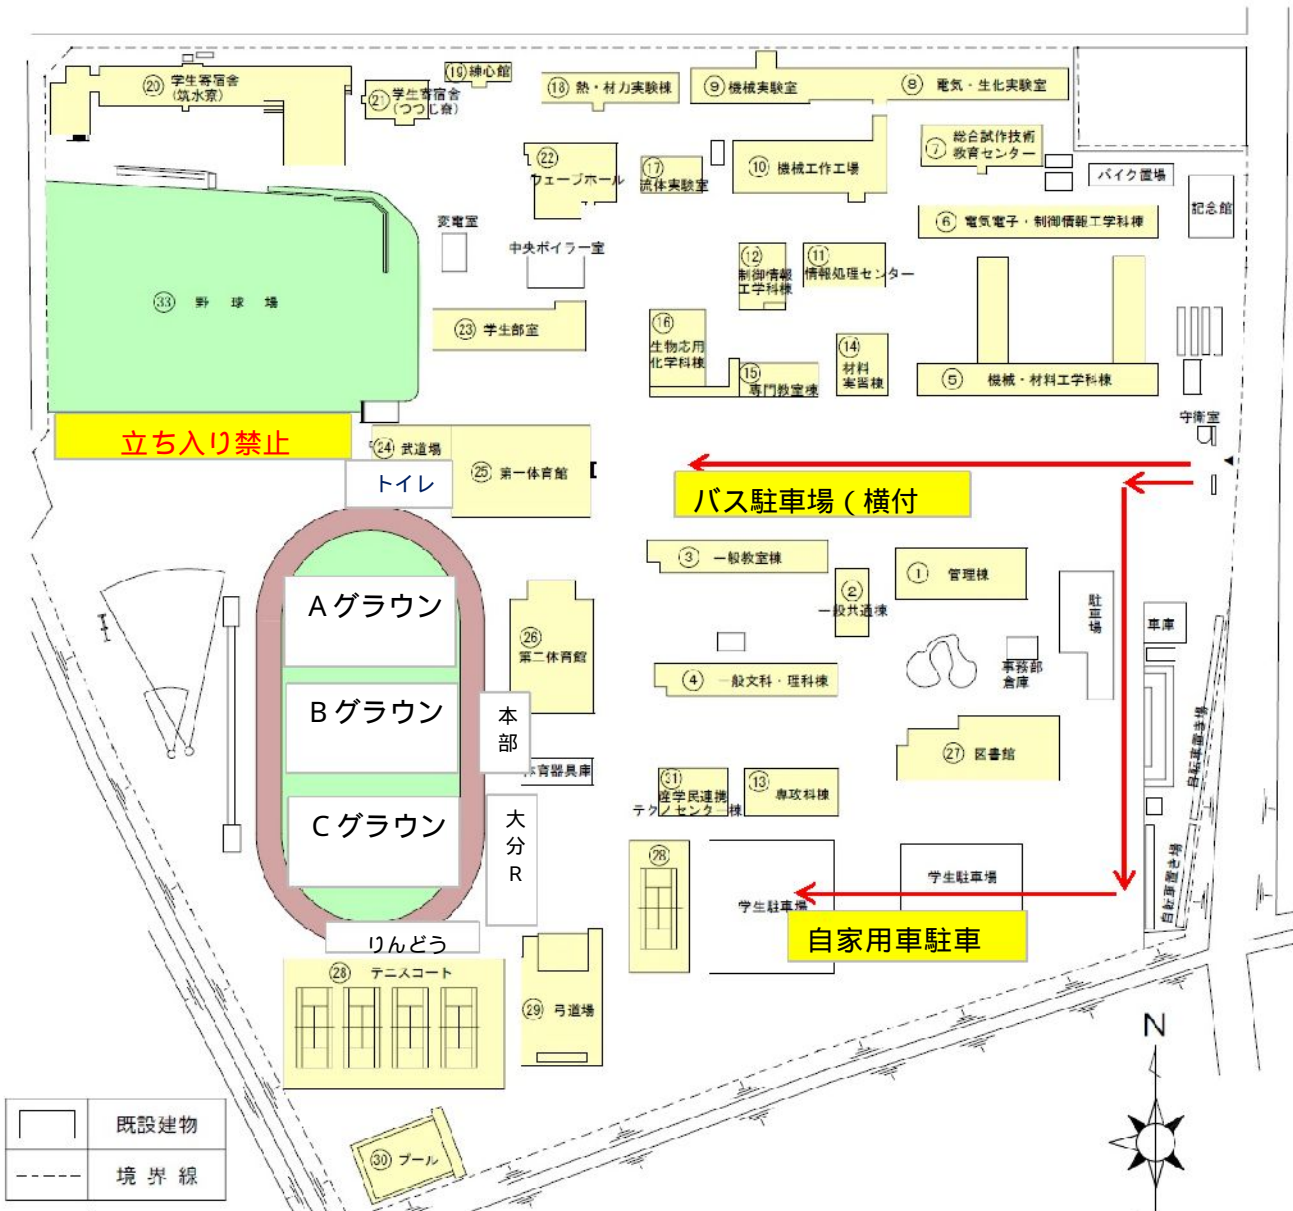 ⑳ 学生寄宿舎
(筑水寮)
㉑ 学生寄宿舎
(つつじ寮)
⑲ 練心館
⑱ 熱・材力実験棟
⑨ 機械実験室
⑧ 電気・生化実験室
㉒
ウェーブホール
⑰
流体実験室
⑩ 機械工作工場
⑦ 総合試作技術
教育センター
バイク置場
記念館
変電室
中央ボイラー室
⑥ 電気電子・制御情報工学科棟
⑫
制御情報
工学科棟
⑪
情報処理センター
㉝ 野 球 場
㉓ 学生部室
⑯
生物応用
化学科棟
⑮
専門教室棟
⑭
材料
実習棟
⑤ 機械・材料工学科棟
守衛室
立ち入り禁止
㉔ 武道場
トイレ
㉕ 第一体育館
バス駐車場(横付
③ 一般教室棟
②
一般共通棟
① 管理棟
駐車場
車庫
Aグラウン
㉖
第二体育館
④ 一般文科・理科棟
事務部
倉庫
Bグラウン
本部
体育器具庫
㉗ 図書館
自転車置き場
㉛
産学民連携
テクノセンター棟
⑬ 専攻科棟
Cグラウン
大分R
㉘
学生駐車場
学生駐車場
自転車置き場
自家用車駐車
りんどう
㉘ テニスコート
㉙ 弓道場
N
㉚ プール
既設建物
境界線